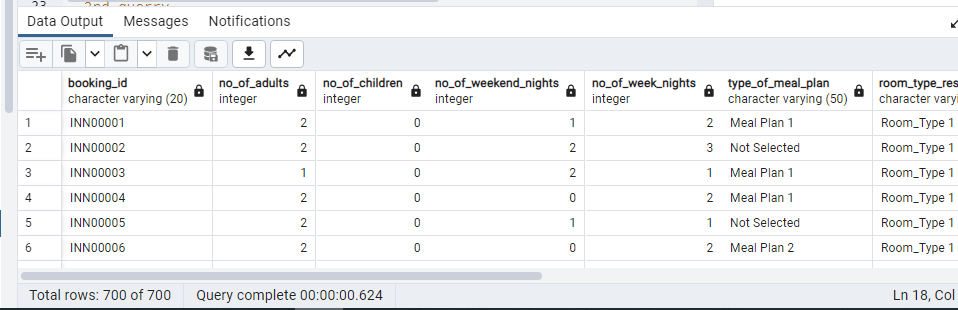 23
2nd querry
Data Output Messages Notifications
booking_id no_of_adults no_of_children no_of_weekend_nights no_of_week_nights type_of_meal_plan room_type_res
character varying (20) integer integer integer integer character varying (50) character varyi
1 INN00001 2 0 1 2 Meal Plan 1 Room_Type 1
2 INN00002 2 0 2 3 Not Selected Room_Type 1
3 INN00003 1 0 2 1 Meal Plan 1 Room_Type 1
4 INN00004 2 0 0 2 Meal Plan 1 Room_Type 1
5 INN00005 2 0 1 1 Not Selected Room_Type 1
6 INN00006 2 0 0 2 Meal Plan 2 Room_Type 1
Total rows: 700 of 700 Query complete 00:00:00.624 Ln 18, Col